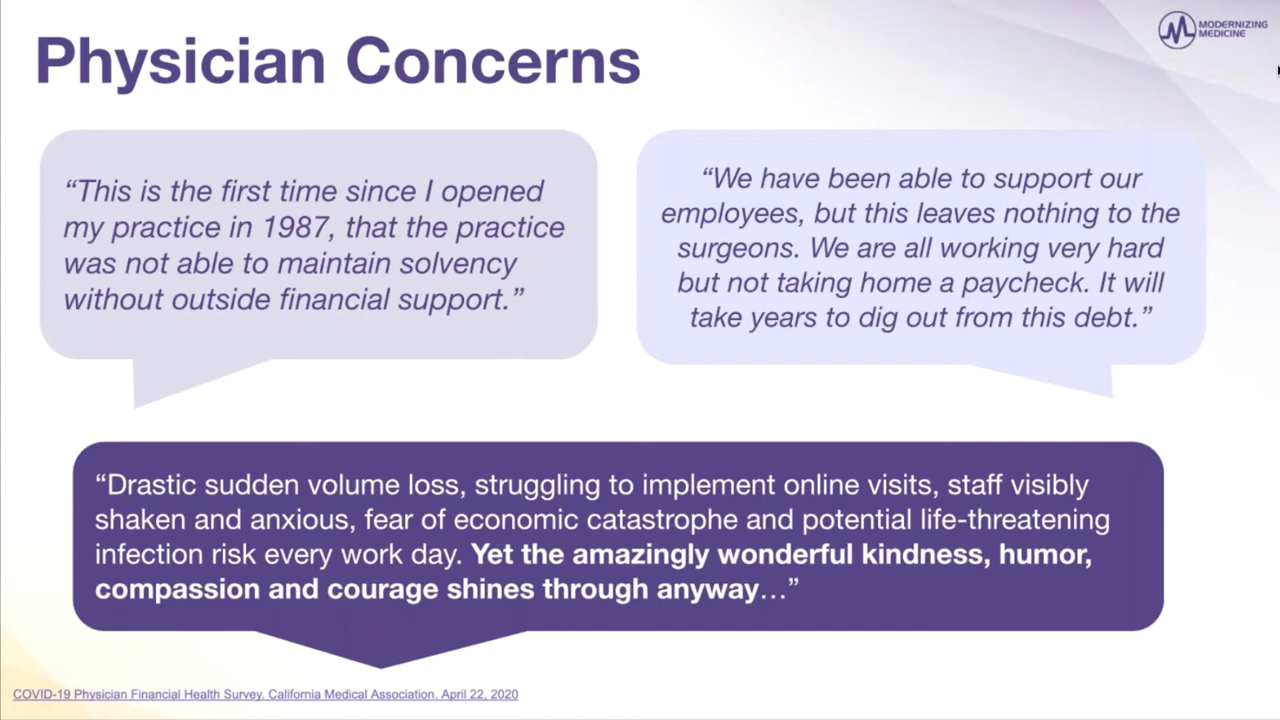 Physician Concerns
MODERNIZING
MEDICINE
“This is the first time since I opened
my practice in 1987, that the practice
was not able to maintain solvency
without outside financial support.”
“We have been able to support our
employees, but this leaves nothing to the
surgeons. We are all working very hard
but not taking home a paycheck. It will
take years to dig out from this debt.”
“Drastic sudden volume loss, struggling to implement online visits, staff visibly
shaken and anxious, fear of economic catastrophe and potential life-threatening
infection risk every work day. Yet the amazingly wonderful kindness, humor,
compassion and courage shines through anyway…”
COVID-19 Physician Financial Health Survey. California Medical Association. April 22, 2020